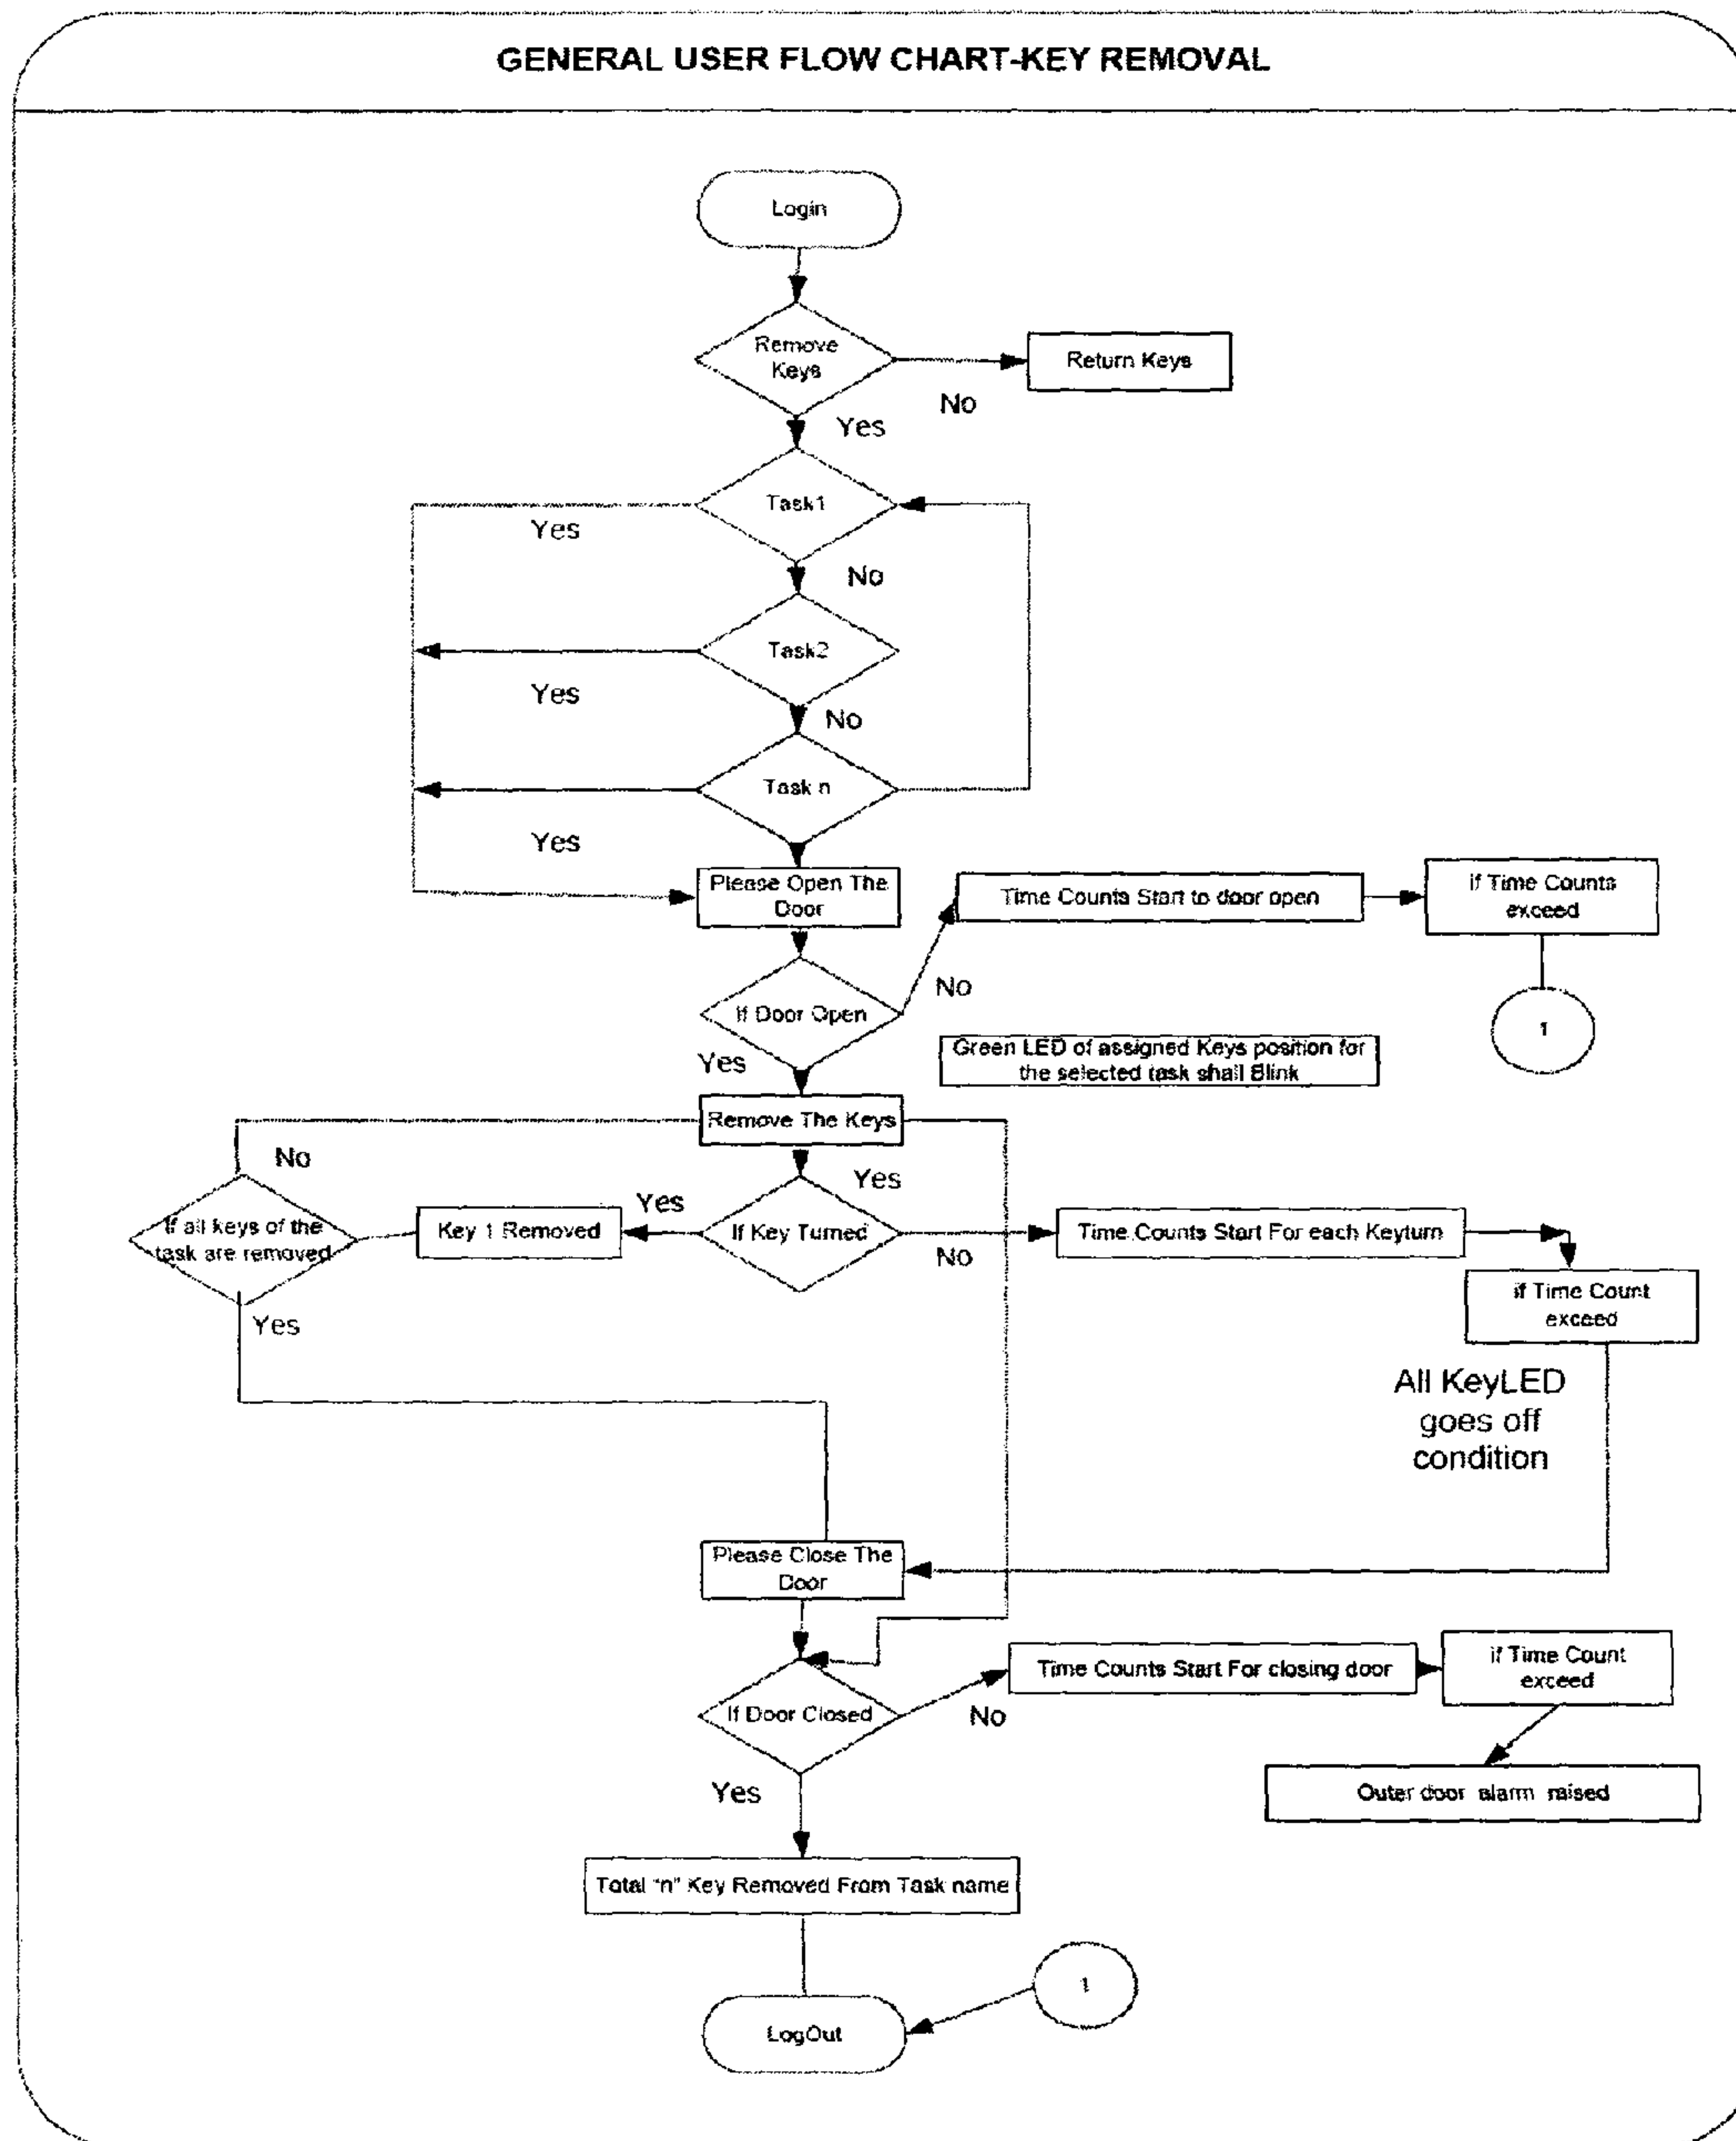 GENERAL USER FLOW CHART-KEY REMOVAL
Login
Remove
Keys
Return Keys
No
Yes
Task1
Yes
No
Task2
Yes
No
Task n
Yes
Please Open The
Door
Time Counts Start to door open
if Time Counts
exceed
If Door Open
No
1
Yes
Green LED of assigned Keys position for
the selected task shall Blink
Remove The Keys
No
Yes
If all keys of the
task are removed
Key 1 Removed
Yes
If Key Turned
No
Time Counts Start For each Keyturn
if Time Count
exceed
Yes
All KeyLED
goes off
condition
Please Close The
Door
If Door Closed
No
Time Counts Start For closing door
if Time Count
exceed
Yes
Outer door alarm raised
Total "n" Key Removed From Task name
1
LogOut